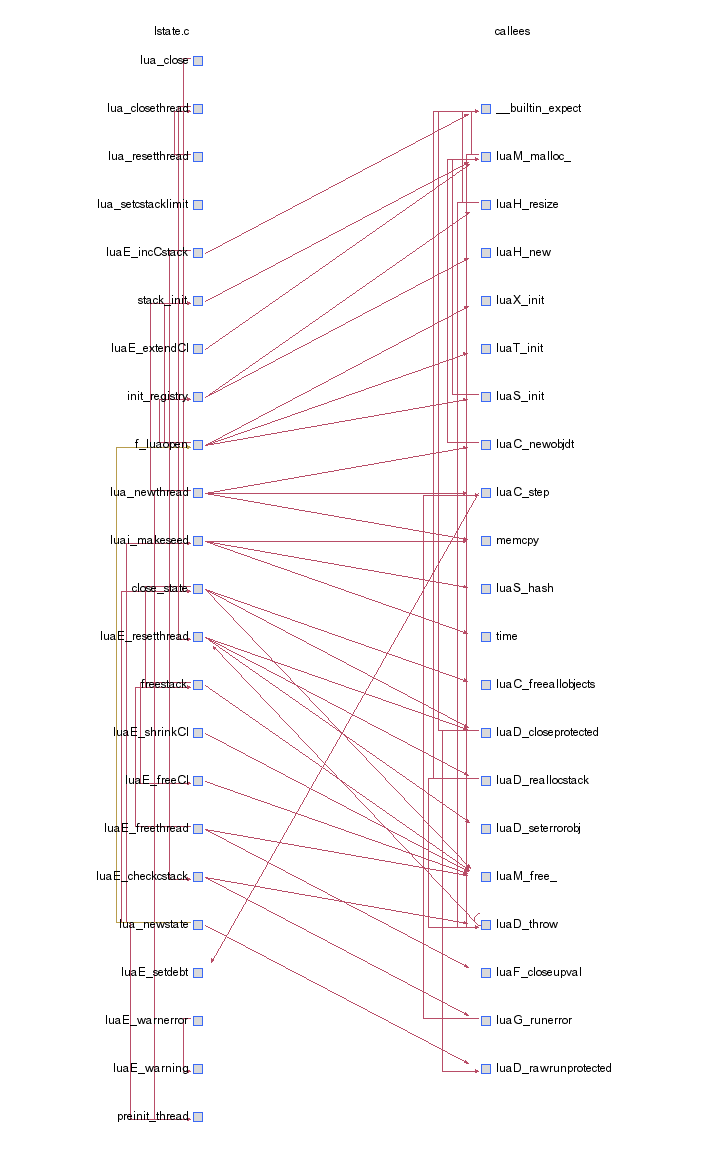 lstate.c callees
lua_close
lua_closethread __builtin_expect
lua_resetthread luaM_malloc_
lua_setcstacklimit luaH_resize
luaE_incCstack luaH_new
stack_init luaX_init
luaE_extendCI luaT_init
init_registry luaS_init
f_luaopen luaC_newobjdt
lua_newthread luaC_step
luai_makeseed memcpy
close_state luaS_hash
luaE_resetthread time
freestack luaC_freeallobjects
luaE_shrinkCI luaD_closeprotected
luaE_freeCI luaD_reallocstack
luaE_freethread luaD_seterrorobj
luaE_checkcstack luaM_free_
lua_newstate luaD_throw
luaE_setdebt luaF_closeupval
luaE_warnerror luaG_runerror
luaE_warning luaD_rawrunprotected
preinit_thread